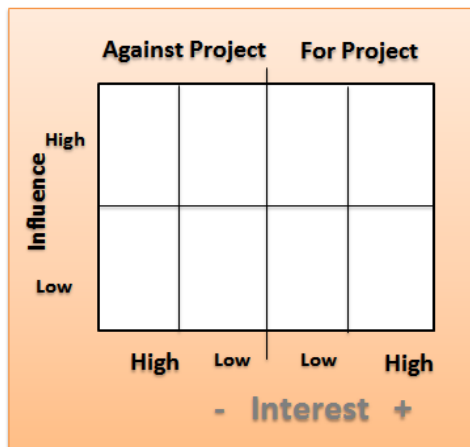 Against Project For Project
High
Influence
Low
High Low Low High
- Interest +